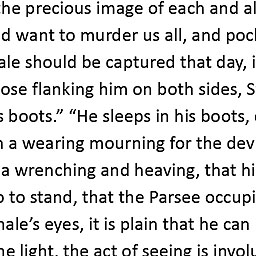 the precious image of each and al
d want to murder us all, and pock
ale should be captured that day, i
ose flanking him on both sides, S
s boots.” “He sleeps in his boots,
a wearing mourning for the dev
a wrenching and heaving, that hi
to stand, that the Parsee occupi
hale’s eyes, it is plain that he can
he light, the act of seeing is involu